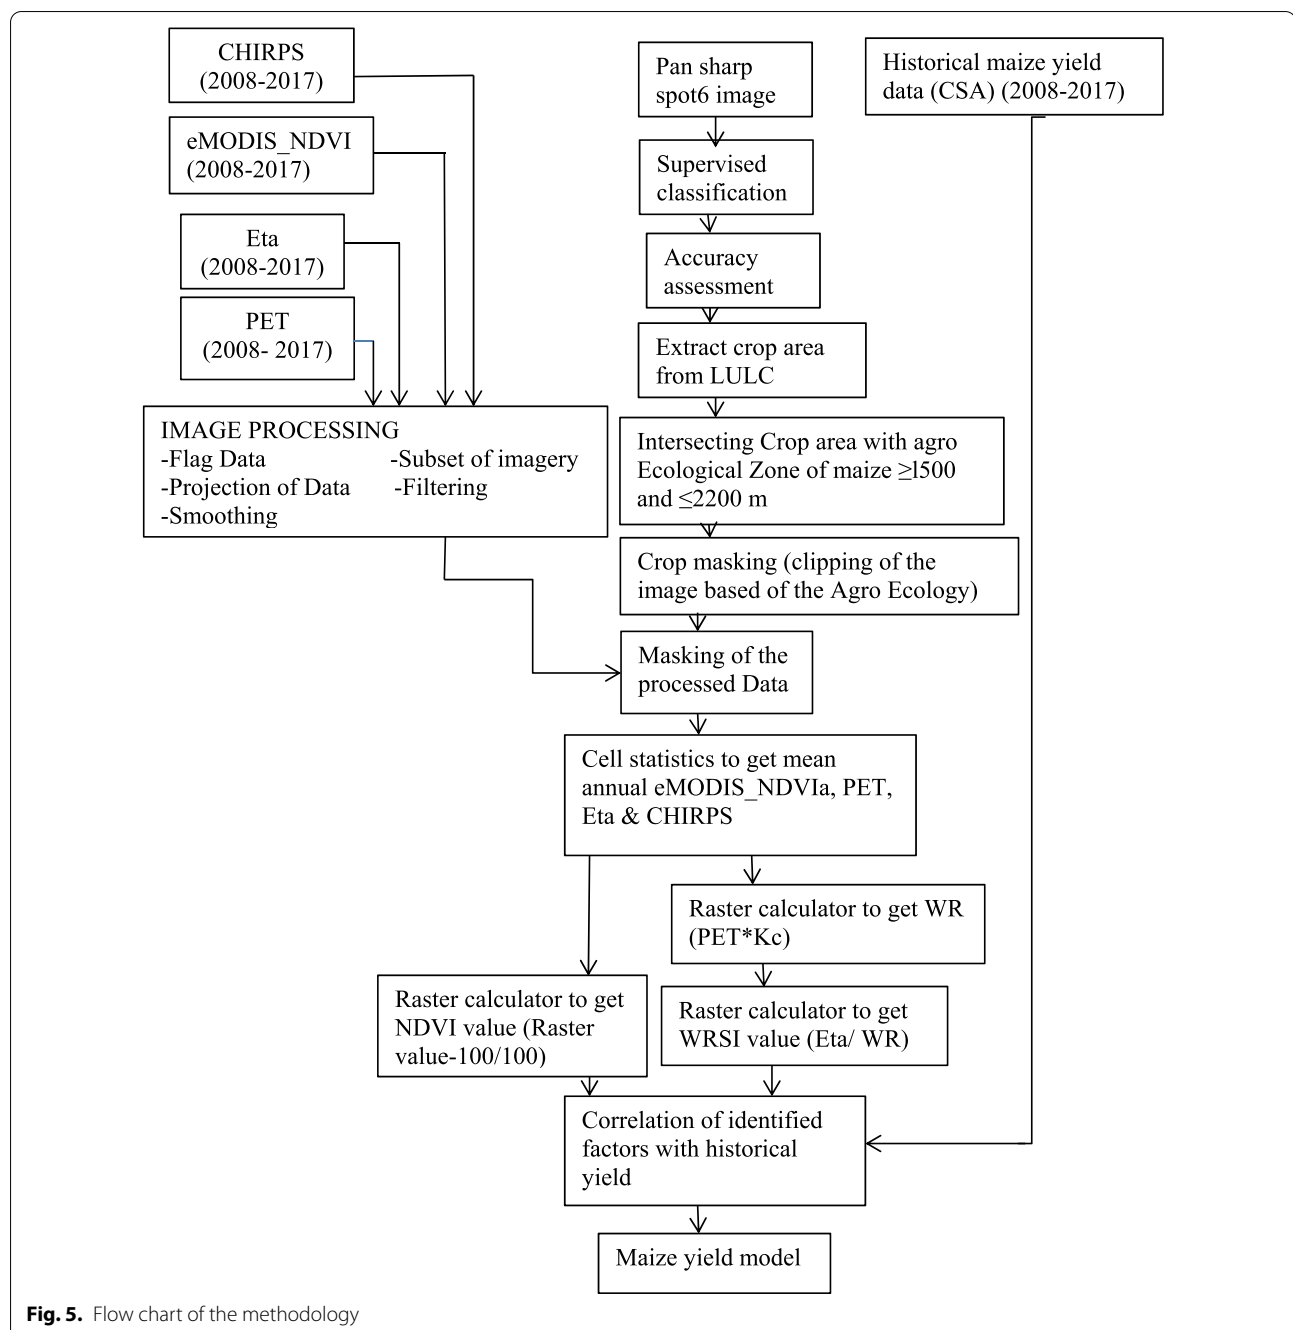 CHIRPS
(2008-2017)
eMODIS_NDVI
(2008-2017)
Eta
(2008-2017)
PET
(2008- 2017)
IMAGE PROCESSING
-Flag Data -Subset of imagery
-Projection of Data -Filtering
-Smoothing
Pan sharp
spot6 image
Supervised
classification
Accuracy
assessment
Extract crop area
from LULC
Intersecting Crop area with agro
Ecological Zone of maize ≥l500
and ≤2200 m
Crop masking (clipping of the
image based of the Agro Ecology)
Masking of the
processed Data
Historical maize yield
data (CSA) (2008-2017)
Cell statistics to get mean
annual eMODIS_NDVIa, PET,
Eta & CHIRPS
Raster calculator to get WR
(PET*Kc)
Raster calculator to get
NDVI value (Raster
value-100/100)
Raster calculator to get
WRSI value (Eta/ WR)
Correlation of identified
factors with historical
yield
Maize yield model
Fig. 5. Flow chart of the methodology